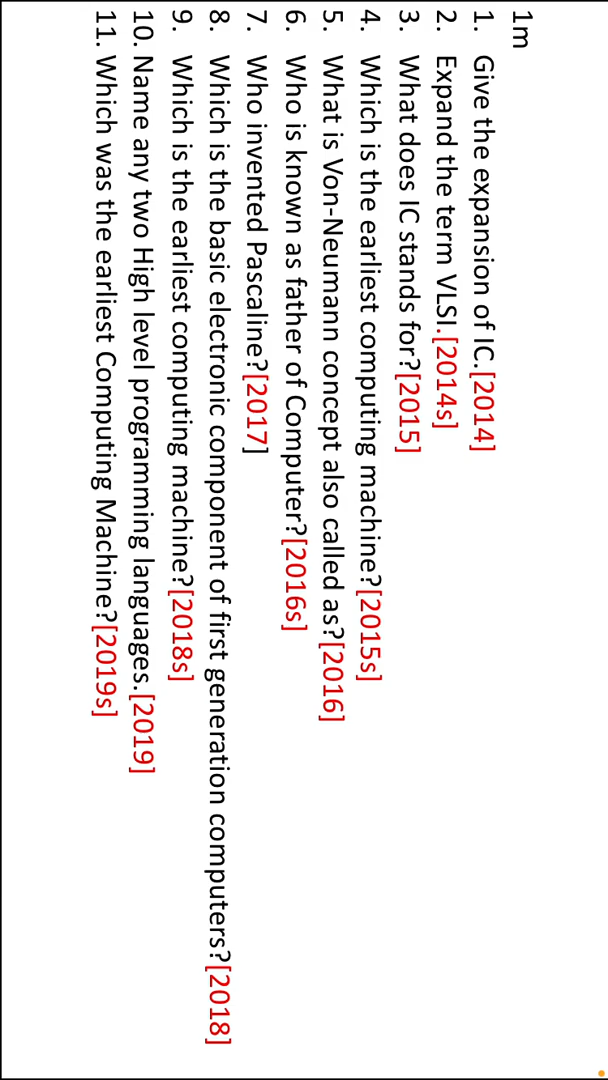 1m
1. Give the expansion of IC.[2014]
2. Expand the term VLSI.[2014s]
3. What does IC stands for?[2015]
4. Which is the earliest computing machine?[2015s]
5. What is Von-Neumann concept also called as?[2016]
6. Who is known as father of Computer?[2016s]
7. Who invented Pascaline?[2017]
8. Which is the basic electronic component of first generation computers?[2018]
9. Which is the earliest computing machine?[2018s]
10. Name any two High level programming languages.[2019]
11. Which was the earliest Computing Machine?[2019s]